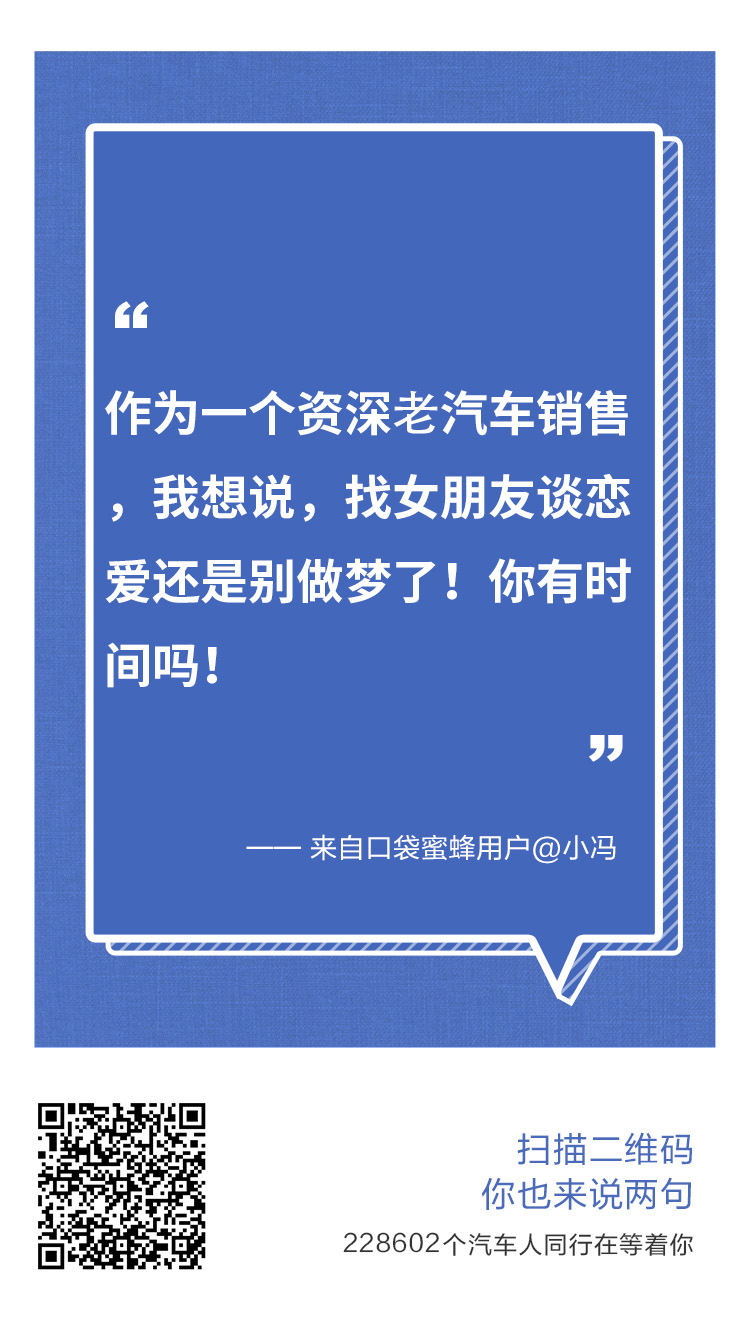 “
作为一个资深老汽车销售
，我想说，找女朋友谈恋
爱还是别做梦了！你有时
间吗！
”
—— 来自口袋蜜蜂用户@小冯
扫描二维码
你也来说两句
228602个汽车人同行在等着你